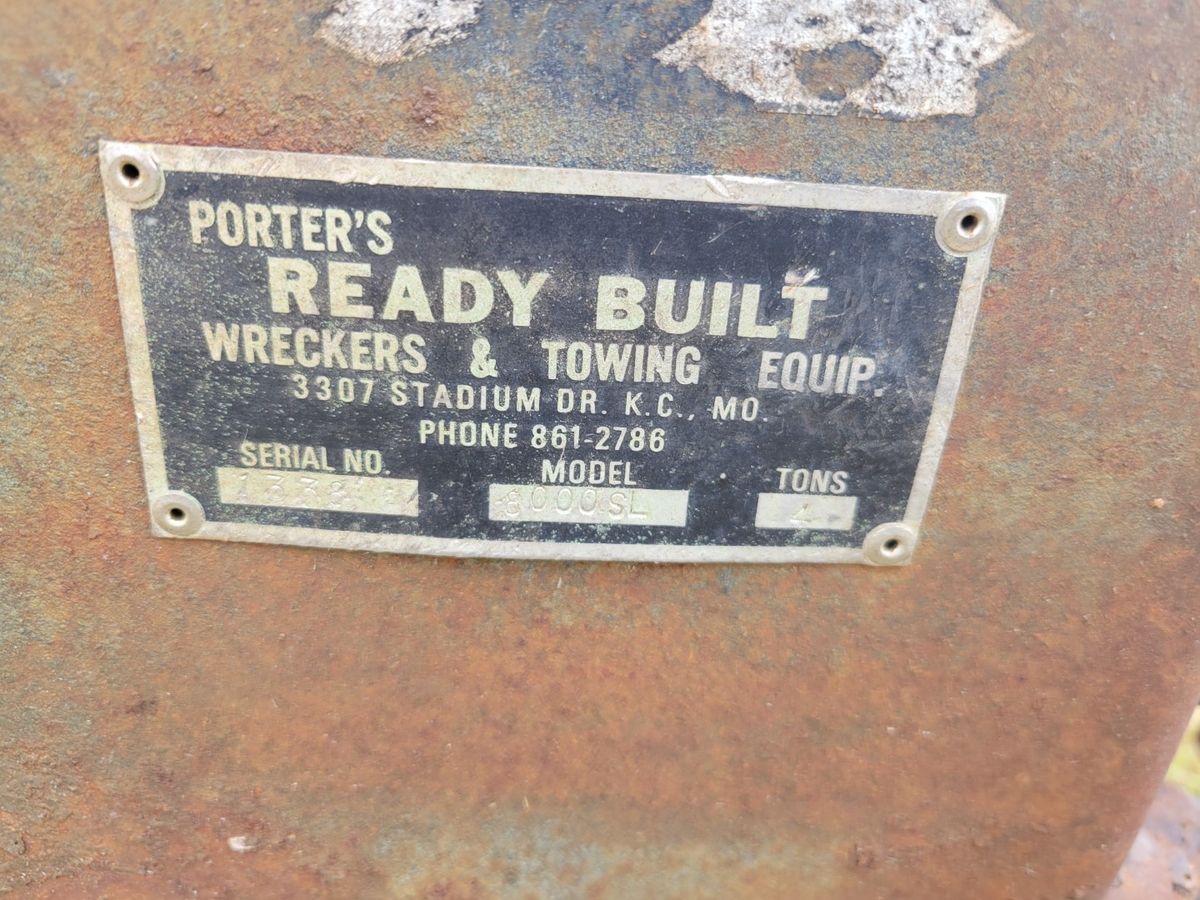 PORTER'S
READY BUILT
WRECKERS & TOWING EQUIP.
3307 STADIUM DR. K.C., MO.
PHONE 861-2786
SERIAL NO. MODEL TONS
8000SL 4